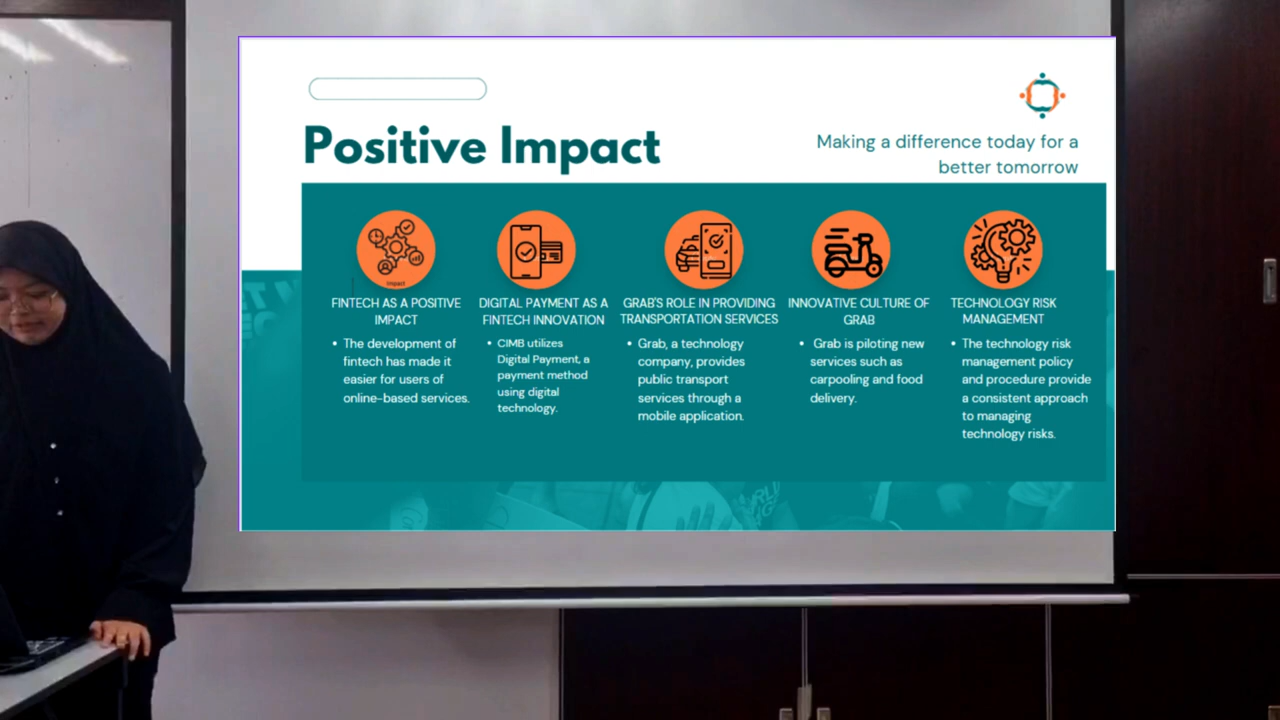 Positive Impact
Making a difference today for a
better tomorrow
Impact
FINTECH AS A POSITIVE
IMPACT
• The development of
fintech has made it
easier for users of
online-based services.
DIGITAL PAYMENT AS A
FINTECH INNOVATION
• CIMB utilizes
Digital Payment, a
payment method
using digital
technology.
GRAB'S ROLE IN PROVIDING
TRANSPORTATION SERVICES
• Grab, a technology
company, provides
public transport
services through a
mobile application.
INNOVATIVE CULTURE OF
GRAB
• Grab is piloting new
services such as
carpooling and food
delivery.
TECHNOLOGY RISK
MANAGEMENT
• The technology risk
management policy
and procedure provide
a consistent approach
to managing
technology risks.